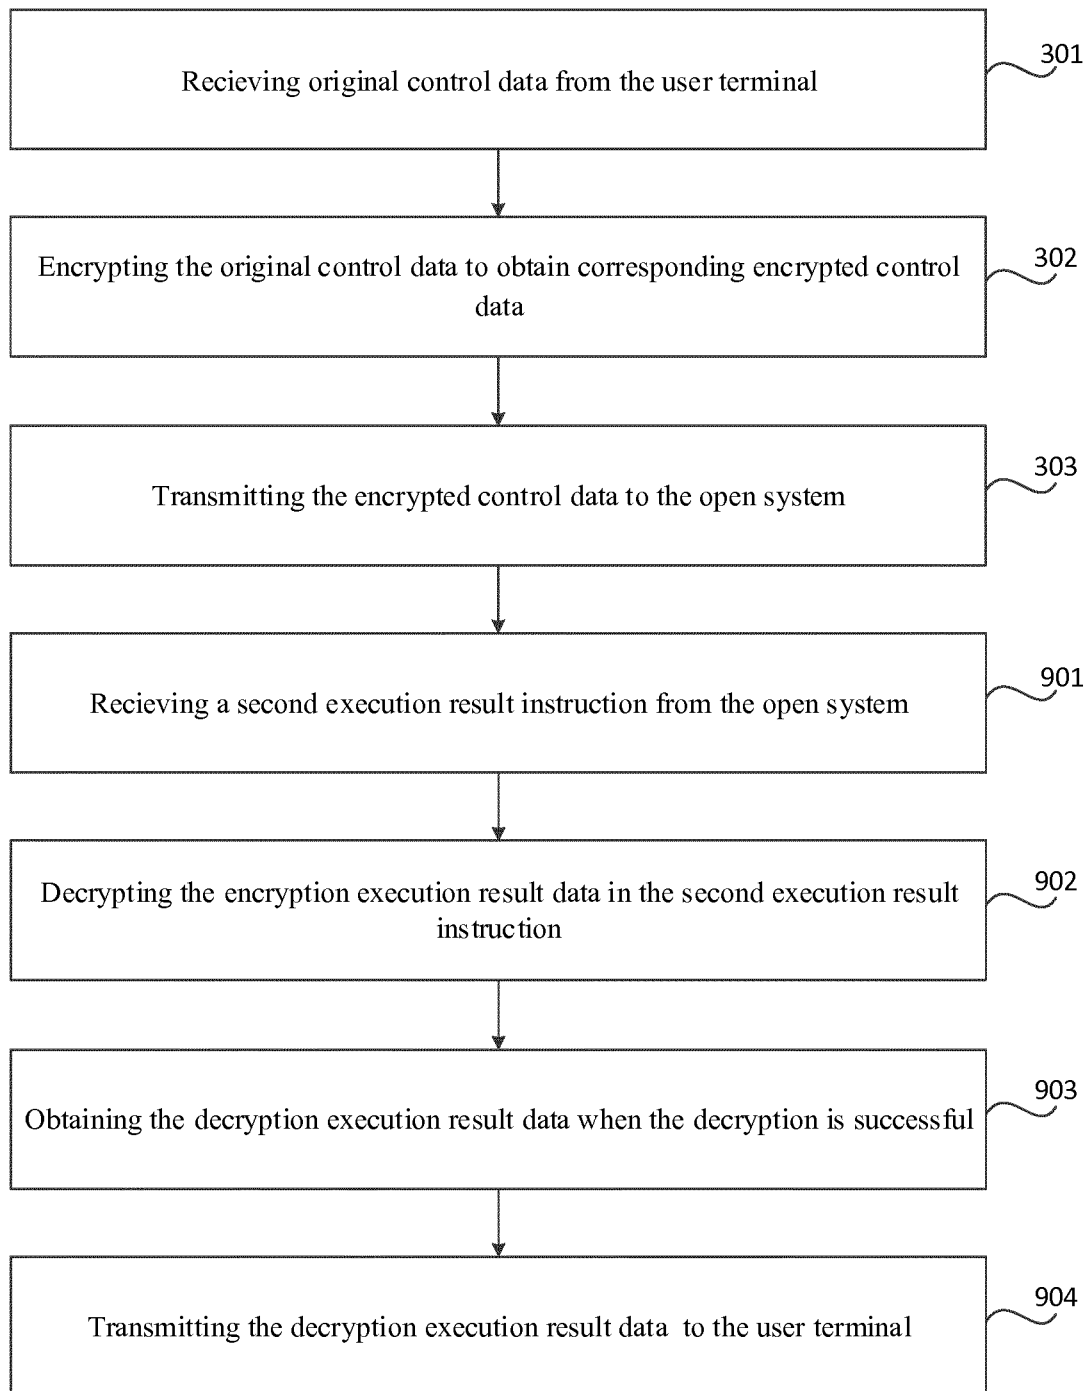 Recieving original control data from the user terminal
301
Encrypting the original control data to obtain corresponding encrypted control
data
302
Transmitting the encrypted control data to the open system
303
Recieving a second execution result instruction from the open system
901
Decrypting the encryption execution result data in the second execution result
instruction
902
Obtaining the decryption execution result data when the decryption is successful
903
Transmitting the decryption execution result data to the user terminal
904